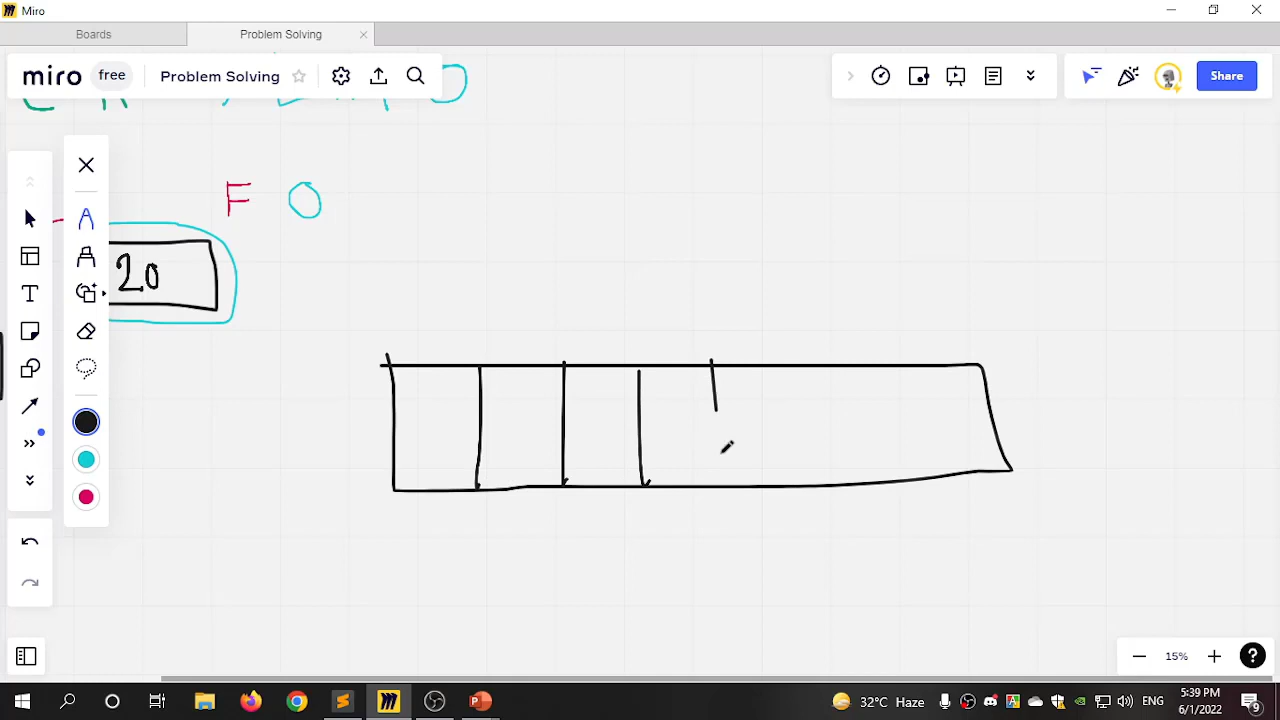 Miro
Boards
Problem Solving
miro
free
Problem Solving
Share
F O
20
15%
32°C Haze
ENG
5:39 PM
6/1/2022
9